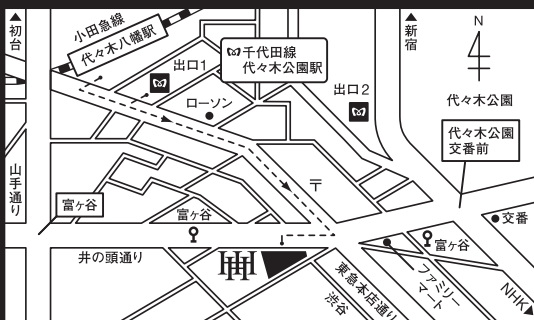 ▲初台
小田急線
代々木八幡駅
千代田線
代々木公園駅
出口1
出口2
▲新宿
N
ローソン
代々木公園
代々木公園
交番前
山手通り
富ヶ谷
富ヶ谷
〒
井の頭通り
富ヶ谷
交番
ファミリー
マート
東急本店通り
渋谷
NHK▶